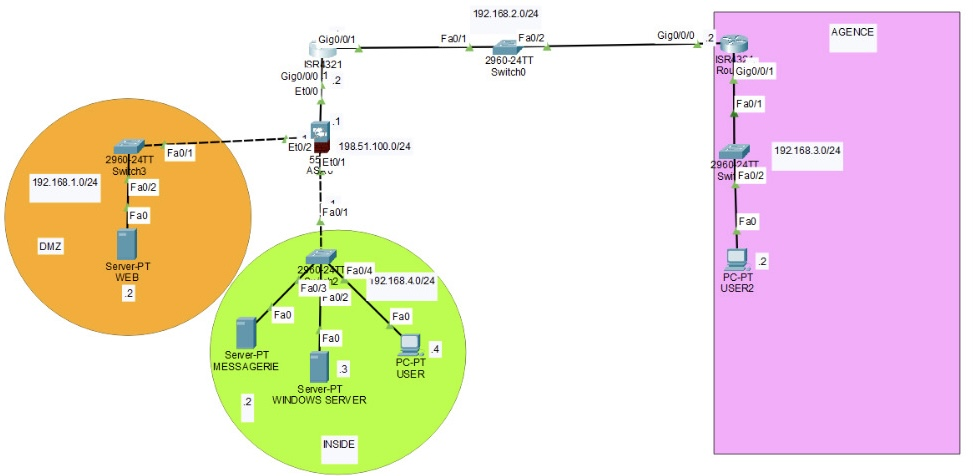 192.168.2.0/24
AGENCE
Gig0/0/1
Fa0/1
Fa0/2
Gig0/0/0
.2
ISR4321
2960-24TT
Switch0
Gig0/0/0
.2
Et0/0
Gig0/0/1
Fa0/1
.1
Et0/2
198.51.100.0/24
Fa0/1
2960-24TT
Switch3
Et0/1
192.168.3.0/24
Fa0/2
192.168.1.0/24
Fa0/2
Fa0
Fa0/1
Fa0
DMZ
Server-PT
WEB
.2
.2
PC-PT
USER2
Fa0/4
192.168.4.0/24
Fa0/3
Fa0/2
Fa0
Fa0
Fa0
Server-PT
MESSAGERIE
PC-PT
USER
.4
.3
Server-PT
WINDOWS SERVER
.2
INSIDE